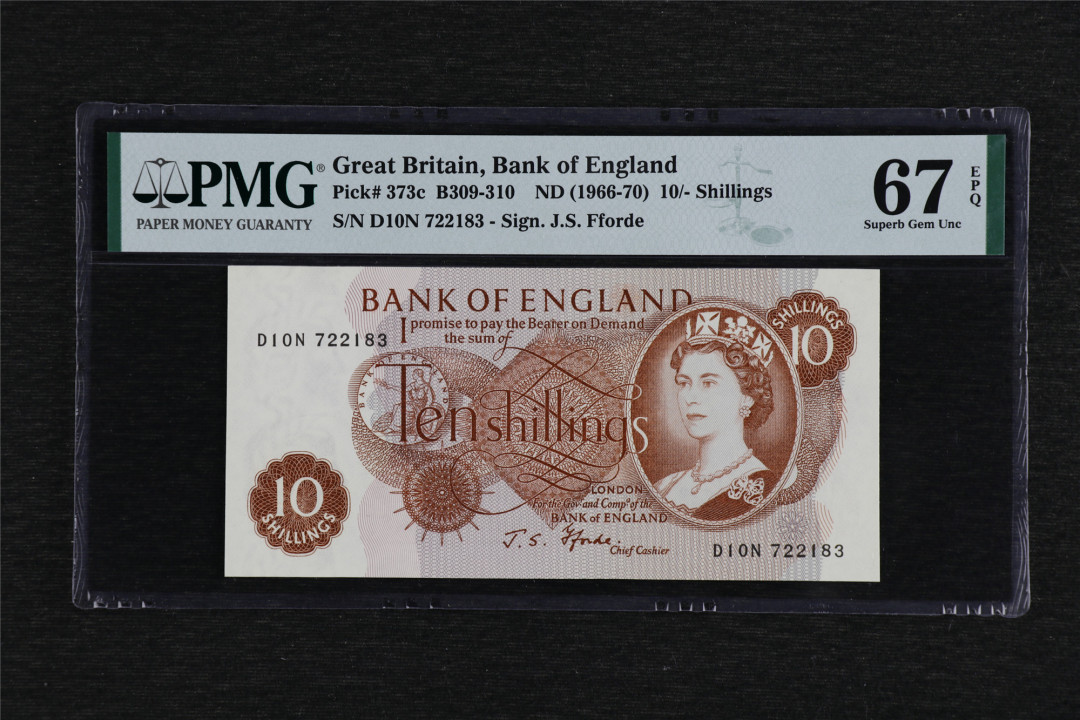 PMG®
PAPER MONEY GUARANTY
Great Britain, Bank of England
Pick# 373c B309-310 ND (1966-70) 10/- Shillings
S/N D10N 722183 - Sign. J.S. Fforde
67
EPQ
Superb Gem Unc
BANK OF ENGLAND
I promise to pay the Bearer on Demand
the sum of
D10N 722183
SHILLINGS
10
BANK OF ENGLAND
Ten shillings
10
SHILLINGS
LONDON
For the Gov.r and Comp.a of the
BANK of ENGLAND
J. S. Fforde.
Chief Cashier
D10N 722183